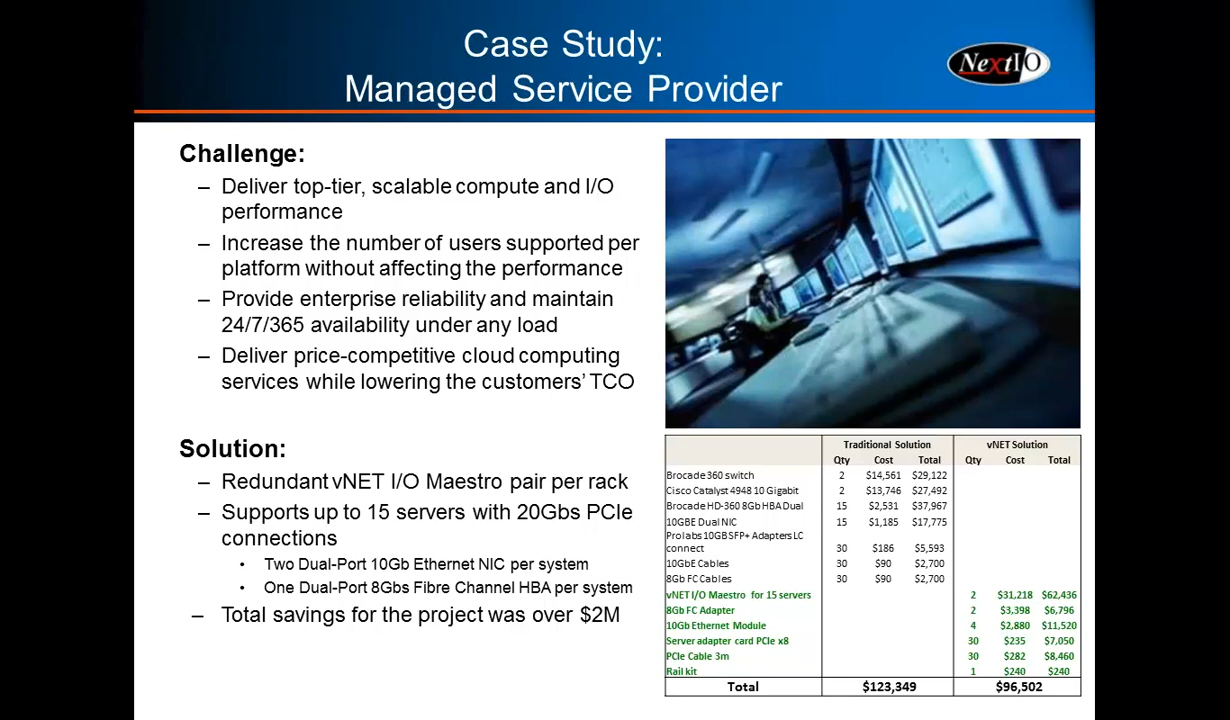 Case Study:
Managed Service Provider
NextIO
Challenge:
– Deliver top-tier, scalable compute and I/O
performance
– Increase the number of users supported per
platform without affecting the performance
– Provide enterprise reliability and maintain
24/7/365 availability under any load
– Deliver price-competitive cloud computing
services while lowering the customers' TCO
Solution:
– Redundant vNET I/O Maestro pair per rack
– Supports up to 15 servers with 20Gbs PCIe
connections
• Two Dual-Port 10Gb Ethernet NIC per system
• One Dual-Port 8Gbs Fibre Channel HBA per system
– Total savings for the project was over $2M
Traditional Solution vNET Solution
Qty Cost Total Qty Cost Total
Brocade 360 switch 2 $14,561 $29,122
Cisco Catalyst 4948 10 Gigabit 2 $13,746 $27,492
Brocade HD-360 8Gb HBA Dual 15 $2,531 $37,967
10GBE Dual NIC 15 $1,185 $17,775
Prolabs 10GB SFP+ Adapters LC
connect 30 $186 $5,593
10GbE Cables 30 $90 $2,700
8Gb FC Cables 30 $90 $2,700
vNET I/O Maestro for 15 servers 2 $31,218 $62,436
8Gb FC Adapter 2 $3,398 $6,796
10Gb Ethernet Module 4 $2,880 $11,520
Server adapter card PCIe x8 30 $235 $7,050
PCIe Cable 3m 30 $282 $8,460
Rail kit 1 $240 $240
Total $123,349 $96,502